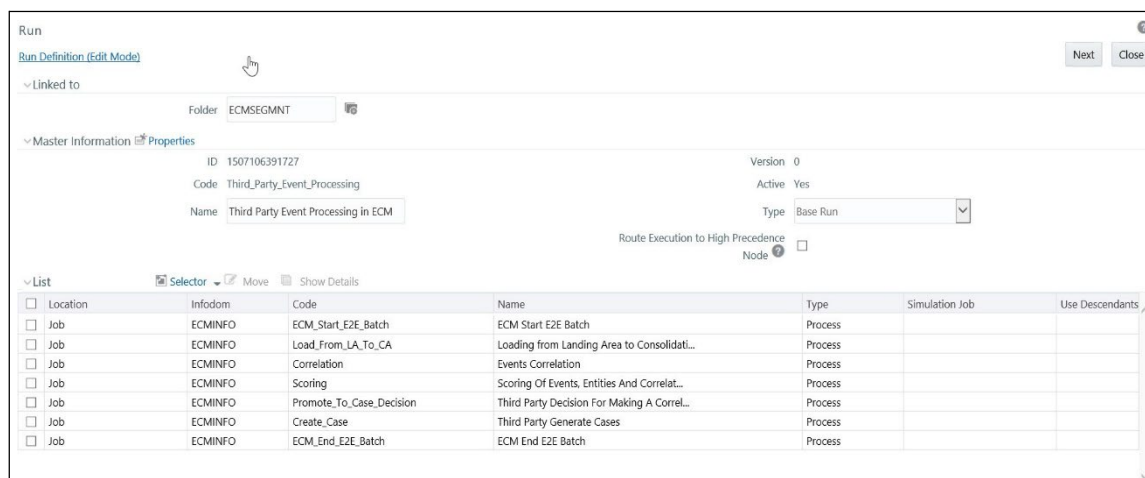 Run
Run Definition (Edit Mode)
Next Close
Linked to
Folder ECMSEGMNT
Master Information Properties
ID 1507106391727 Version 0
Code Third_Party_Event_Processing Active Yes
Name Third Party Event Processing in ECM Type Base Run
Route Execution to High Precedence
Node ?
List Selector Move Show Details
Location Infodom Code Name Type Simulation Job Use Descendants
Job ECMINFO ECM_Start_E2E_Batch ECM Start E2E Batch Process
Job ECMINFO Load_From_LA_To_CA Loading from Landing Area to Consolidati... Process
Job ECMINFO Correlation Events Correlation Process
Job ECMINFO Scoring Scoring Of Events, Entities And Correlat... Process
Job ECMINFO Promote_To_Case_Decision Third Party Decision For Making A Correl... Process
Job ECMINFO Create_Case Third Party Generate Cases Process
Job ECMINFO ECM_End_E2E_Batch ECM End E2E Batch Process